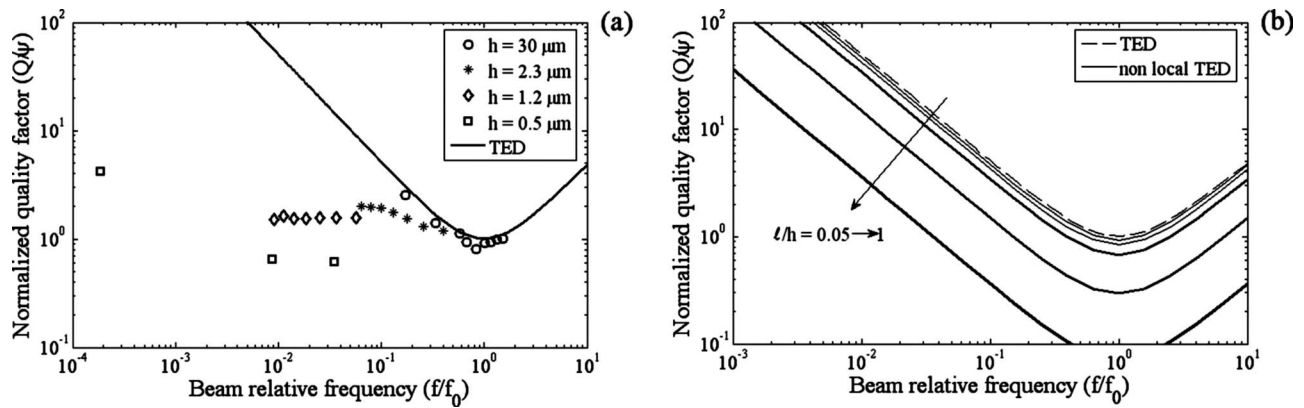 (a)
Normalized quality factor (Q/ψ)
10^2
10^1
10^0
10^-1
h = 30 μm
h = 2.3 μm
h = 1.2 μm
h = 0.5 μm
TED
10^-4
10^-3
10^-2
10^-1
10^0
10^1
Beam relative frequency (f/f_0)
(b)
Normalized quality factor (Q/ψ)
10^2
10^1
10^0
10^-1
TED
non local TED
ℓ/h = 0.05→1
10^-3
10^-2
10^-1
10^0
10^1
Beam relative frequency (f/f_0)